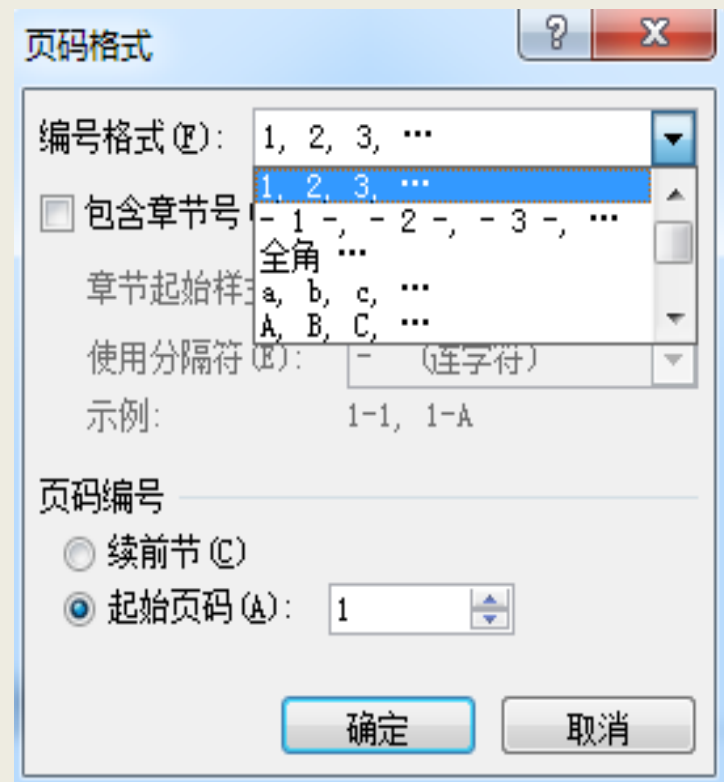 页码格式
编号格式(F): 1, 2, 3, …
1, 2, 3, …
包含章节号
- 1 -, - 2 -, - 3 -, …
全角 …
章节起始样
a, b, c, …
A, B, C, …
使用分隔符(E): - (连字符)
示例: 1-1, 1-A
页码编号
续前节(C)
起始页码(A): 1
确定 取消